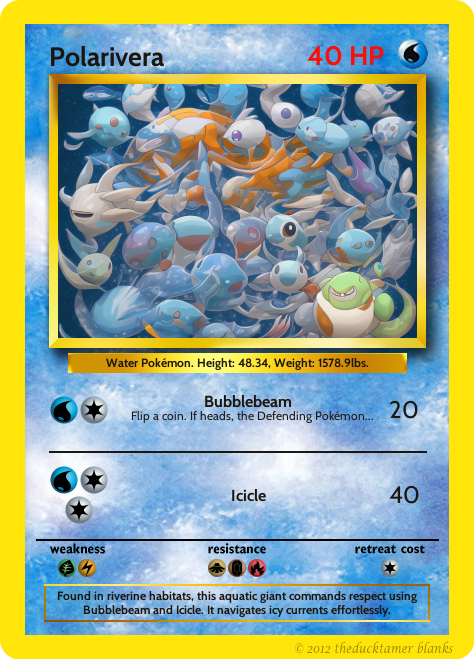 Polarivera 40 HP
Water Pokémon. Height: 48.34, Weight: 1578.9lbs.
Bubblebeam
Flip a coin. If heads, the Defending Pokémon... 20
Icicle 40
weakness resistance retreat cost
Found in riverine habitats, this aquatic giant commands respect using
Bubblebeam and Icicle. It navigates icy currents effortlessly.
© 2012 theducktamer blanks